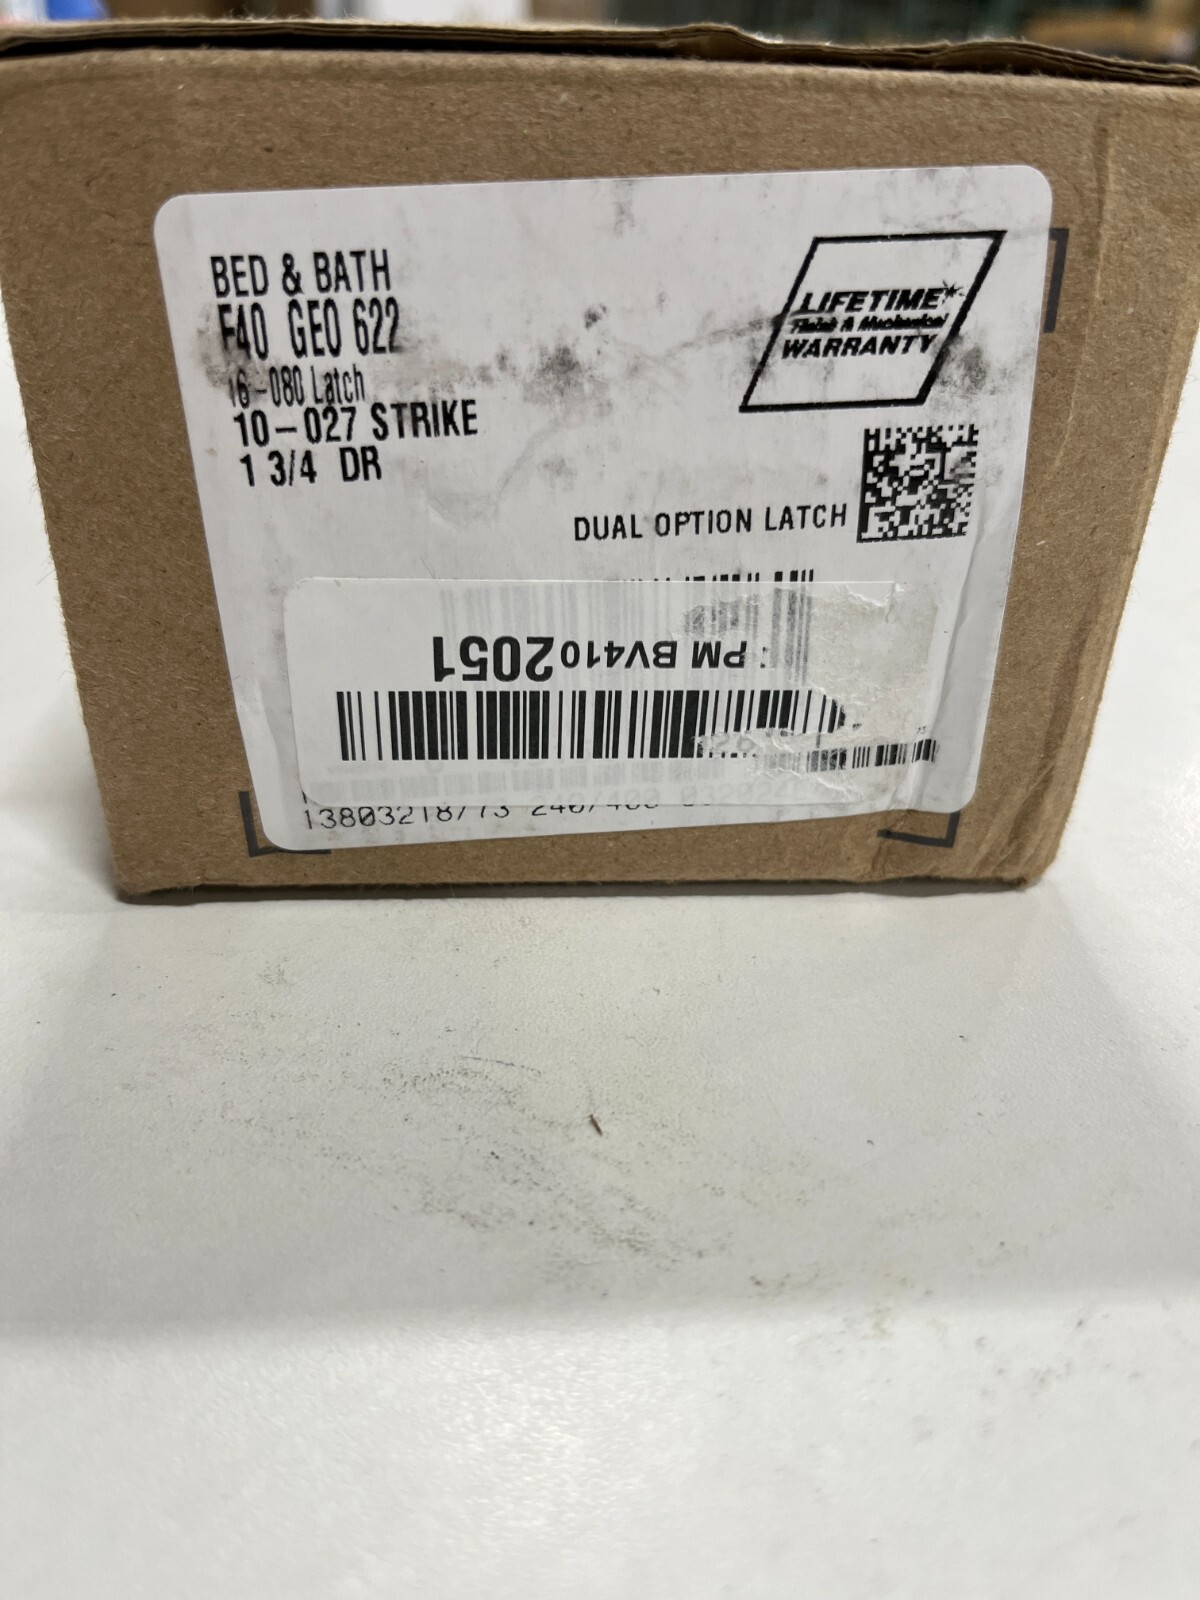 BED & BATH
F40 GEO 622
16-080 Latch
10-027 STRIKE
1 3/4 DR
LIFETIME*
Finish & Mechanical
WARRANTY
DUAL OPTION LATCH
PM BV4102051